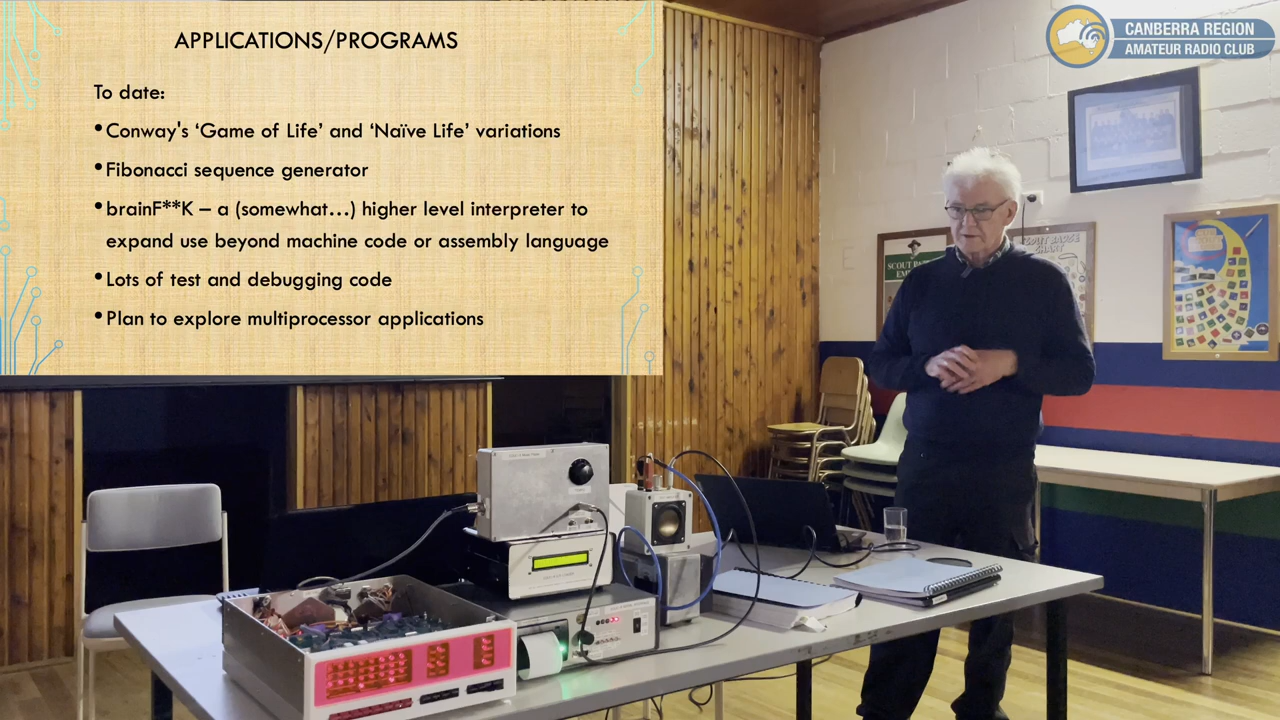 APPLICATIONS/PROGRAMS
To date:
•Conway's ‘Game of Life’ and ‘Naïve Life’ variations
•Fibonacci sequence generator
•brainF**K – a (somewhat…) higher level interpreter to
expand use beyond machine code or assembly language
•Lots of test and debugging code
•Plan to explore multiprocessor applications
CANBERRA REGION
AMATEUR RADIO CLUB
SCOUT
CHART